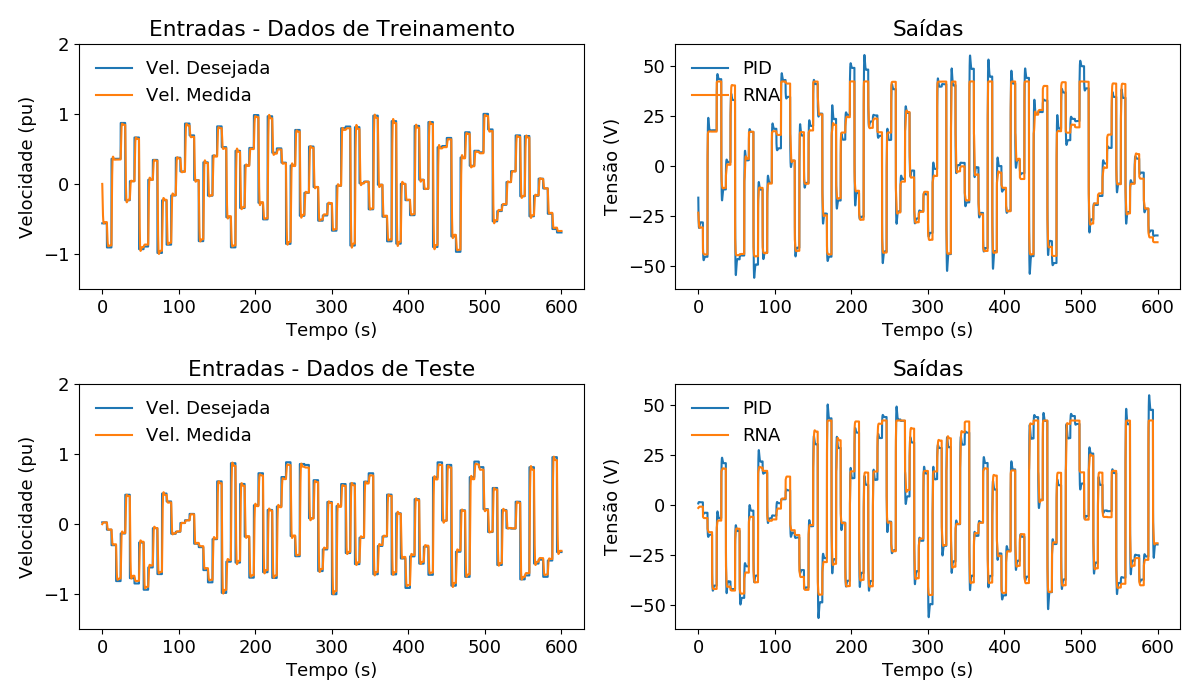 Entradas - Dados de Treinamento
Vel. Desejada
Vel. Medida
Velocidade (pu)
2
1
0
−1
0 100 200 300 400 500 600
Tempo (s)
Saídas
PID
RNA
Tensão (V)
50
25
0
−25
−50
0 100 200 300 400 500 600
Tempo (s)
Entradas - Dados de Teste
Vel. Desejada
Vel. Medida
Velocidade (pu)
2
1
0
−1
0 100 200 300 400 500 600
Tempo (s)
Saídas
PID
RNA
Tensão (V)
50
25
0
−25
−50
0 100 200 300 400 500 600
Tempo (s)